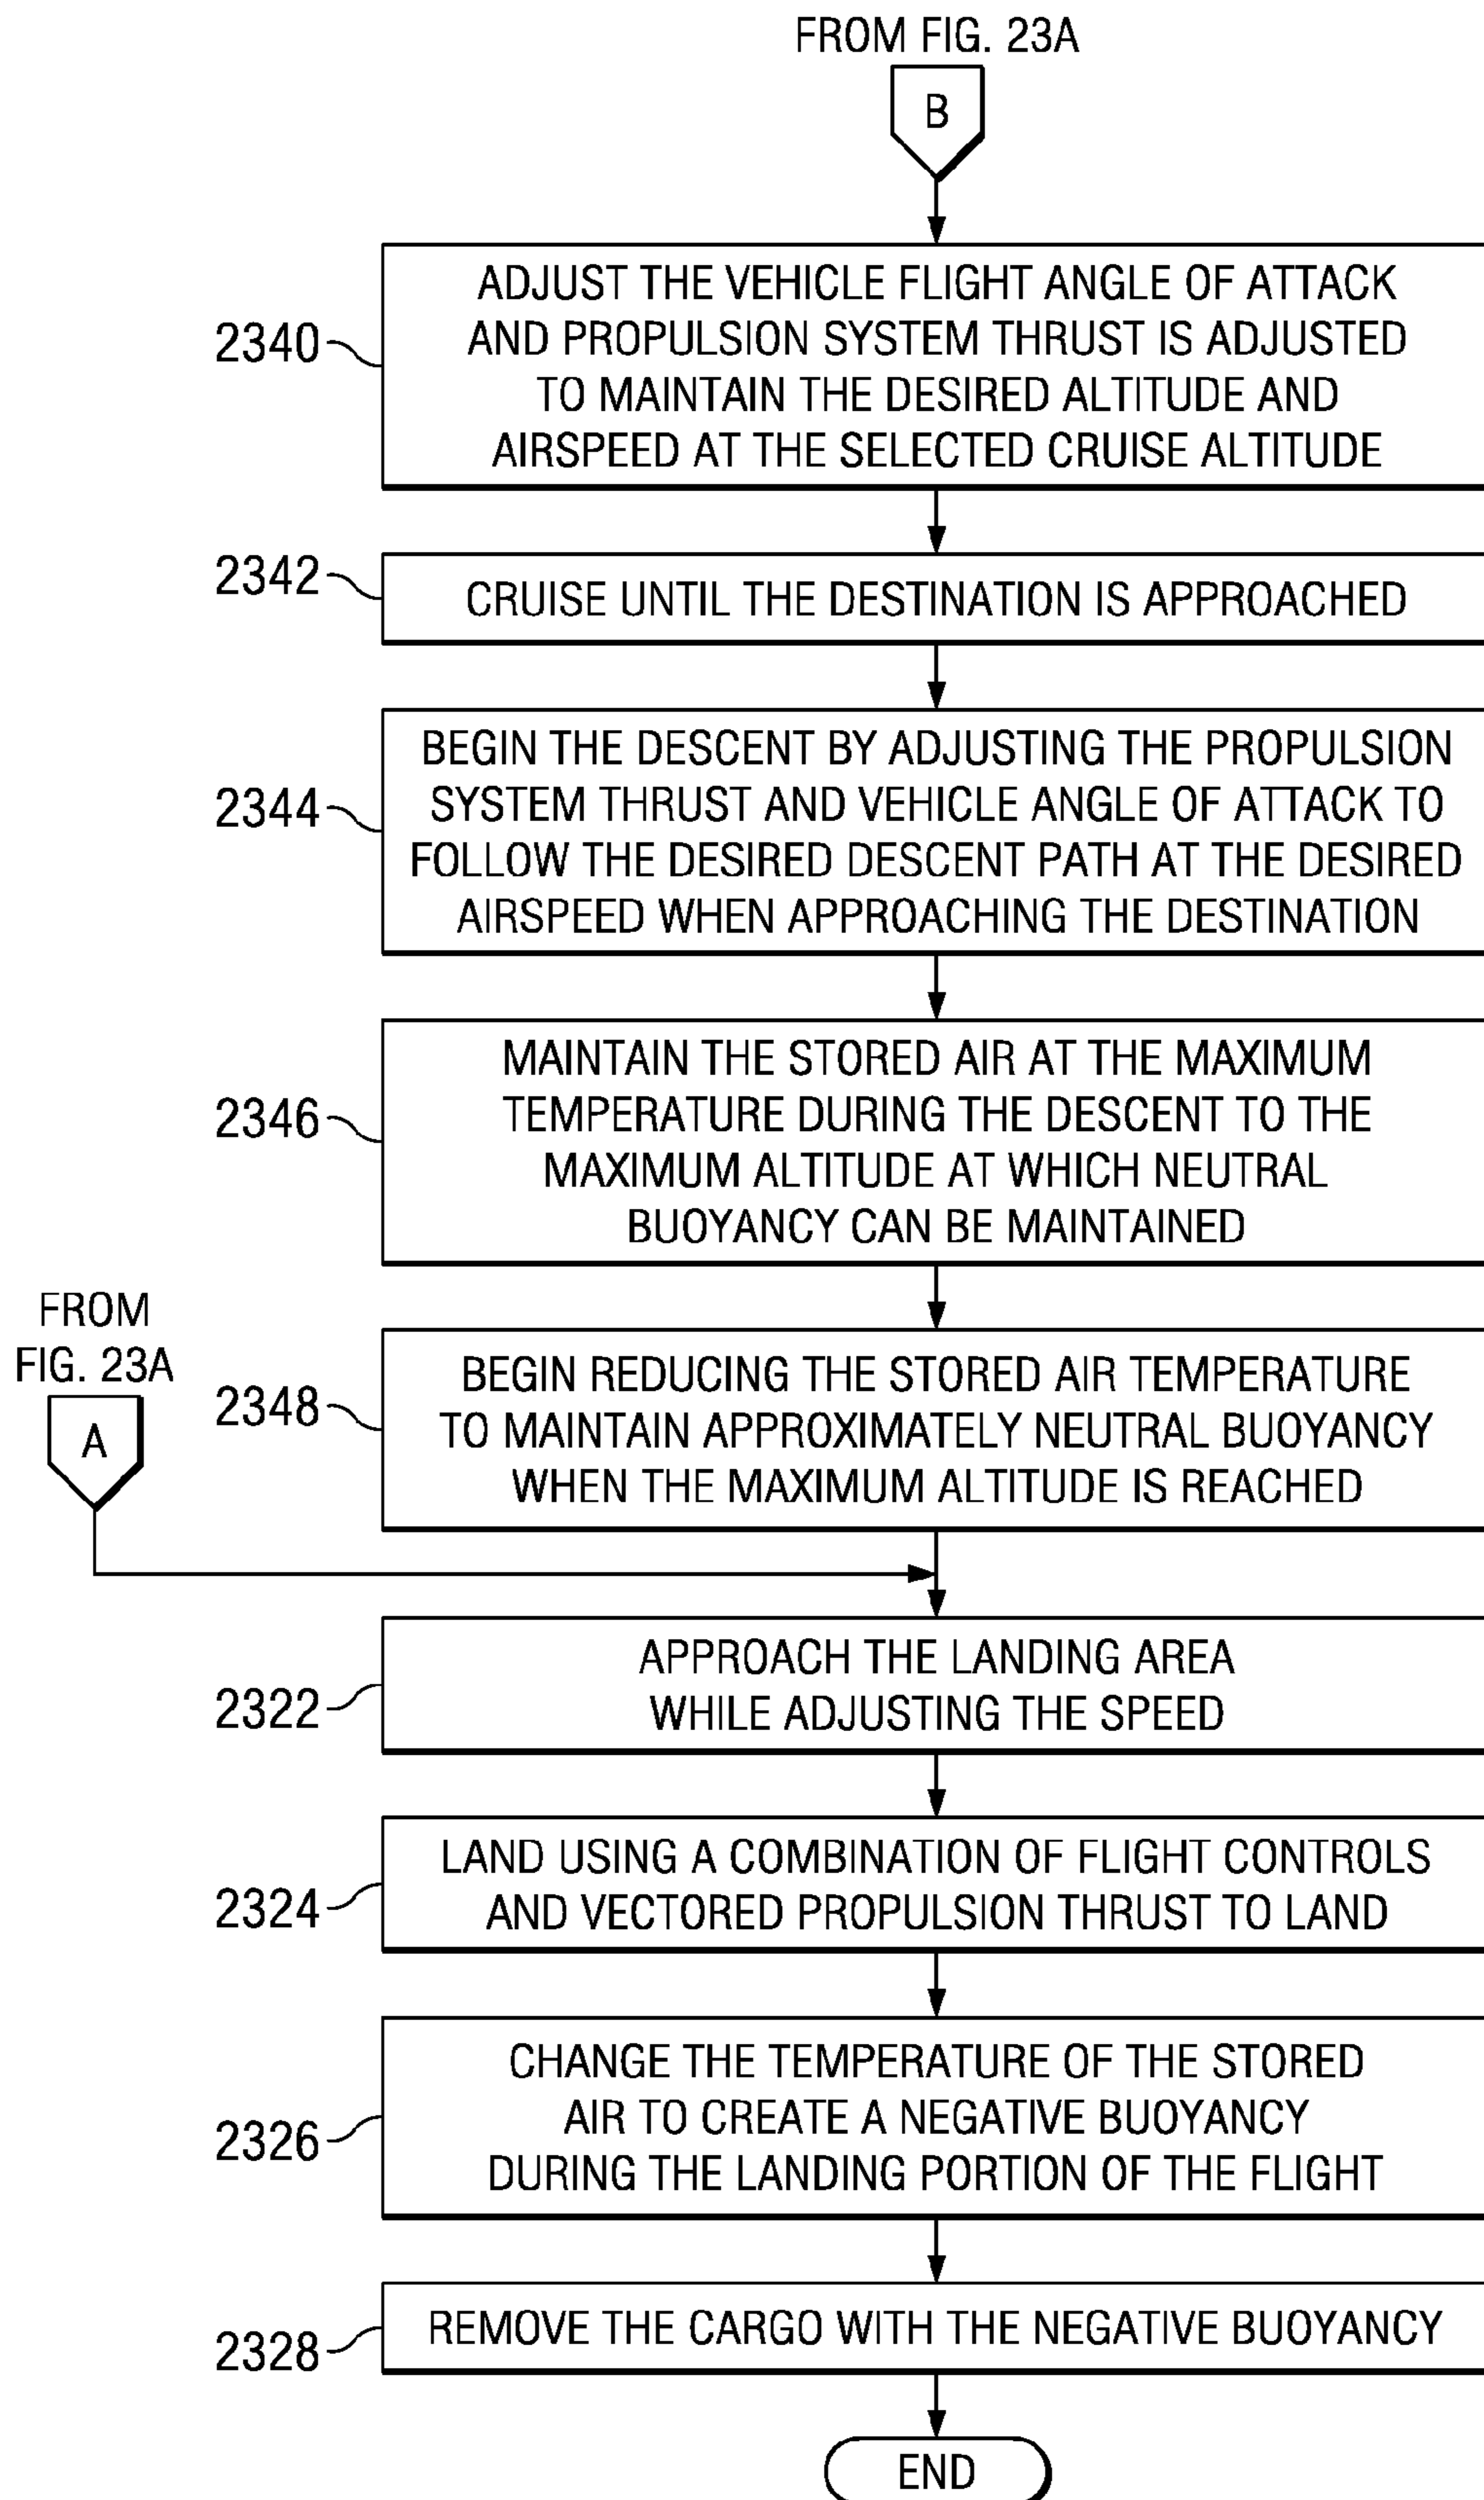 FROM FIG. 23A
B
ADJUST THE VEHICLE FLIGHT ANGLE OF ATTACK
AND PROPULSION SYSTEM THRUST IS ADJUSTED
TO MAINTAIN THE DESIRED ALTITUDE AND
AIRSPEED AT THE SELECTED CRUISE ALTITUDE
2340
2342
CRUISE UNTIL THE DESTINATION IS APPROACHED
BEGIN THE DESCENT BY ADJUSTING THE PROPULSION
SYSTEM THRUST AND VEHICLE ANGLE OF ATTACK TO
FOLLOW THE DESIRED DESCENT PATH AT THE DESIRED
AIRSPEED WHEN APPROACHING THE DESTINATION
2344
MAINTAIN THE STORED AIR AT THE MAXIMUM
TEMPERATURE DURING THE DESCENT TO THE
MAXIMUM ALTITUDE AT WHICH NEUTRAL
BUOYANCY CAN BE MAINTAINED
2346
FROM
FIG. 23A
A
2348
BEGIN REDUCING THE STORED AIR TEMPERATURE
TO MAINTAIN APPROXIMATELY NEUTRAL BUOYANCY
WHEN THE MAXIMUM ALTITUDE IS REACHED
APPROACH THE LANDING AREA
WHILE ADJUSTING THE SPEED
2322
LAND USING A COMBINATION OF FLIGHT CONTROLS
AND VECTORED PROPULSION THRUST TO LAND
2324
CHANGE THE TEMPERATURE OF THE STORED
AIR TO CREATE A NEGATIVE BUOYANCY
DURING THE LANDING PORTION OF THE FLIGHT
2326
REMOVE THE CARGO WITH THE NEGATIVE BUOYANCY
2328
END